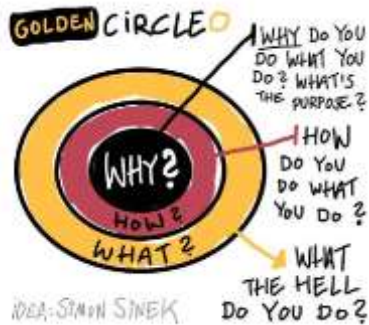 GOLDEN CIRCLE
WHY DO YOU
DO WHAT YOU
DO? WHAT'S
THE PURPOSE?
WHY?
HOW?
WHAT?
HOW
DO YOU
DO WHAT
YOU DO?
WHAT
THE HELL
DO YOU DO?
IDEA: SIMON SINEK